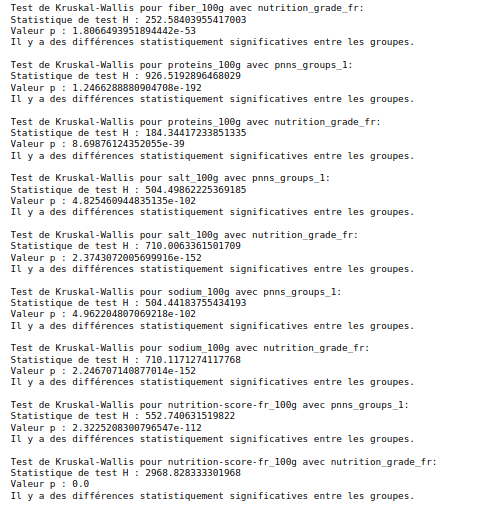 Test de Kruskal-Wallis pour fiber_100g avec nutrition_grade_fr:
Statistique de test H : 252.58403955417003
Valeur p : 1.8066493951894442e-53
Il y a des différences statistiquement significatives entre les groupes.
Test de Kruskal-Wallis pour proteins_100g avec pnns_groups_1:
Statistique de test H : 926.5192896468029
Valeur p : 1.2466288880904708e-192
Il y a des différences statistiquement significatives entre les groupes.
Test de Kruskal-Wallis pour proteins_100g avec nutrition_grade_fr:
Statistique de test H : 184.34417233851335
Valeur p : 8.69876124352055e-39
Il y a des différences statistiquement significatives entre les groupes.
Test de Kruskal-Wallis pour salt_100g avec pnns_groups_1:
Statistique de test H : 504.49862225369185
Valeur p : 4.825460944835135e-102
Il y a des différences statistiquement significatives entre les groupes.
Test de Kruskal-Wallis pour salt_100g avec nutrition_grade_fr:
Statistique de test H : 710.0063361501709
Valeur p : 2.3743072005699916e-152
Il y a des différences statistiquement significatives entre les groupes.
Test de Kruskal-Wallis pour sodium_100g avec pnns_groups_1:
Statistique de test H : 504.44183755434193
Valeur p : 4.962204807069218e-102
Il y a des différences statistiquement significatives entre les groupes.
Test de Kruskal-Wallis pour sodium_100g avec nutrition_grade_fr:
Statistique de test H : 710.1171274117768
Valeur p : 2.246707140877014e-152
Il y a des différences statistiquement significatives entre les groupes.
Test de Kruskal-Wallis pour nutrition-score-fr_100g avec pnns_groups_1:
Statistique de test H : 552.740631519822
Valeur p : 2.3225208300796547e-112
Il y a des différences statistiquement significatives entre les groupes.
Test de Kruskal-Wallis pour nutrition-score-fr_100g avec nutrition_grade_fr:
Statistique de test H : 2968.828333301968
Valeur p : 0.0
Il y a des différences statistiquement significatives entre les groupes.